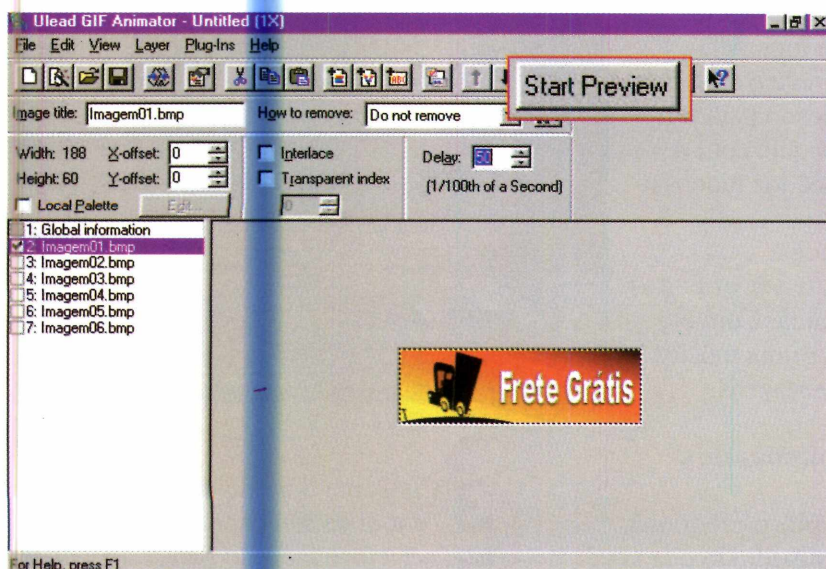 Ulead GIF Animator - Untitled (1X)
File Edit View Layer Plug-Ins Help
Start Preview
Image title: Imagem01.bmp How to remove: Do not remove
Width: 188 X-offset: 0 Interlace Delay: 50
Height: 60 Y-offset: 0 Transparent index (1/100th of a Second)
Local Palette Edit... 0
1: Global information
2: Imagem01.bmp
3: Imagem02.bmp
4: Imagem03.bmp
5: Imagem04.bmp
6: Imagem05.bmp
7: Imagem06.bmp
Frete Grátis
For Help, press F1